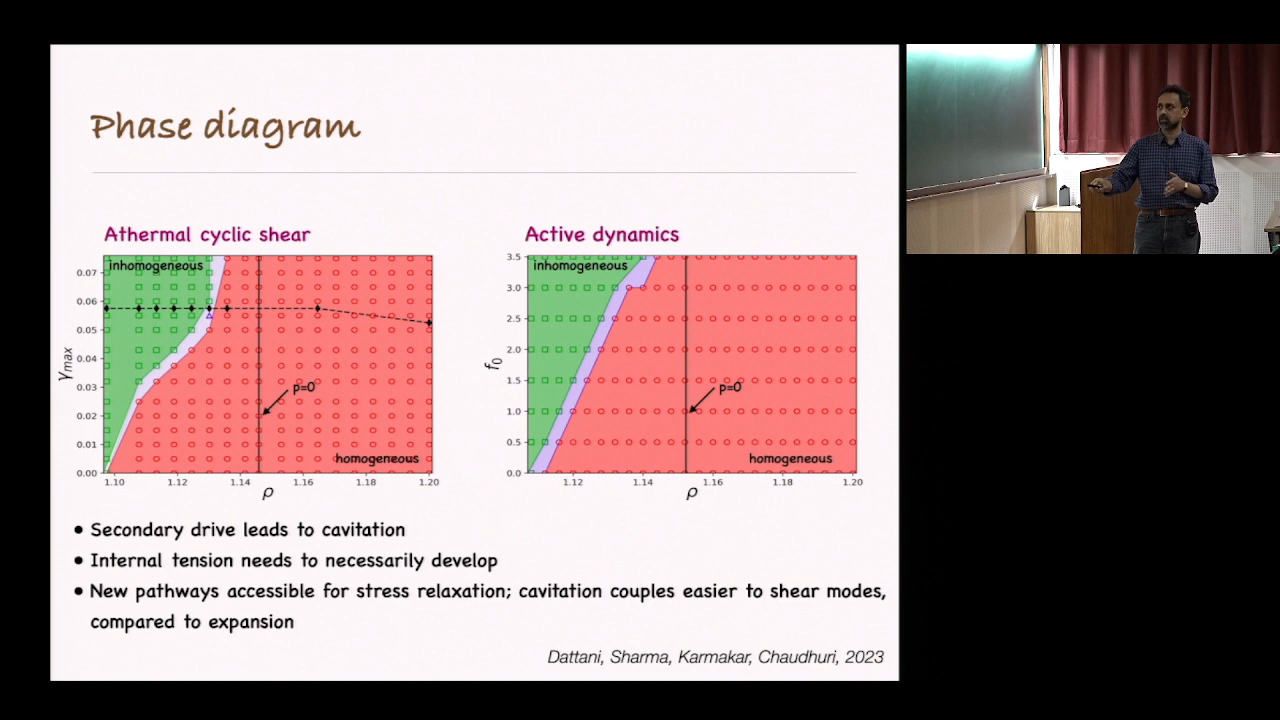 Phase diagram
Athermal cyclic shear
inhomogeneous
0.07
0.06
0.05
0.04
0.03
0.02
0.01
0.00
γmax
p=0
homogeneous
1.10 1.12 1.14 1.16 1.18 1.20
ρ
Active dynamics
inhomogeneous
3.5
3.0
2.5
2.0
1.5
1.0
0.5
0.0
f0
p=0
homogeneous
1.12 1.14 1.16 1.18 1.20
ρ
• Secondary drive leads to cavitation
• Internal tension needs to necessarily develop
• New pathways accessible for stress relaxation; cavitation couples easier to shear modes,
compared to expansion
Dattani, Sharma, Karmakar, Chaudhuri, 2023